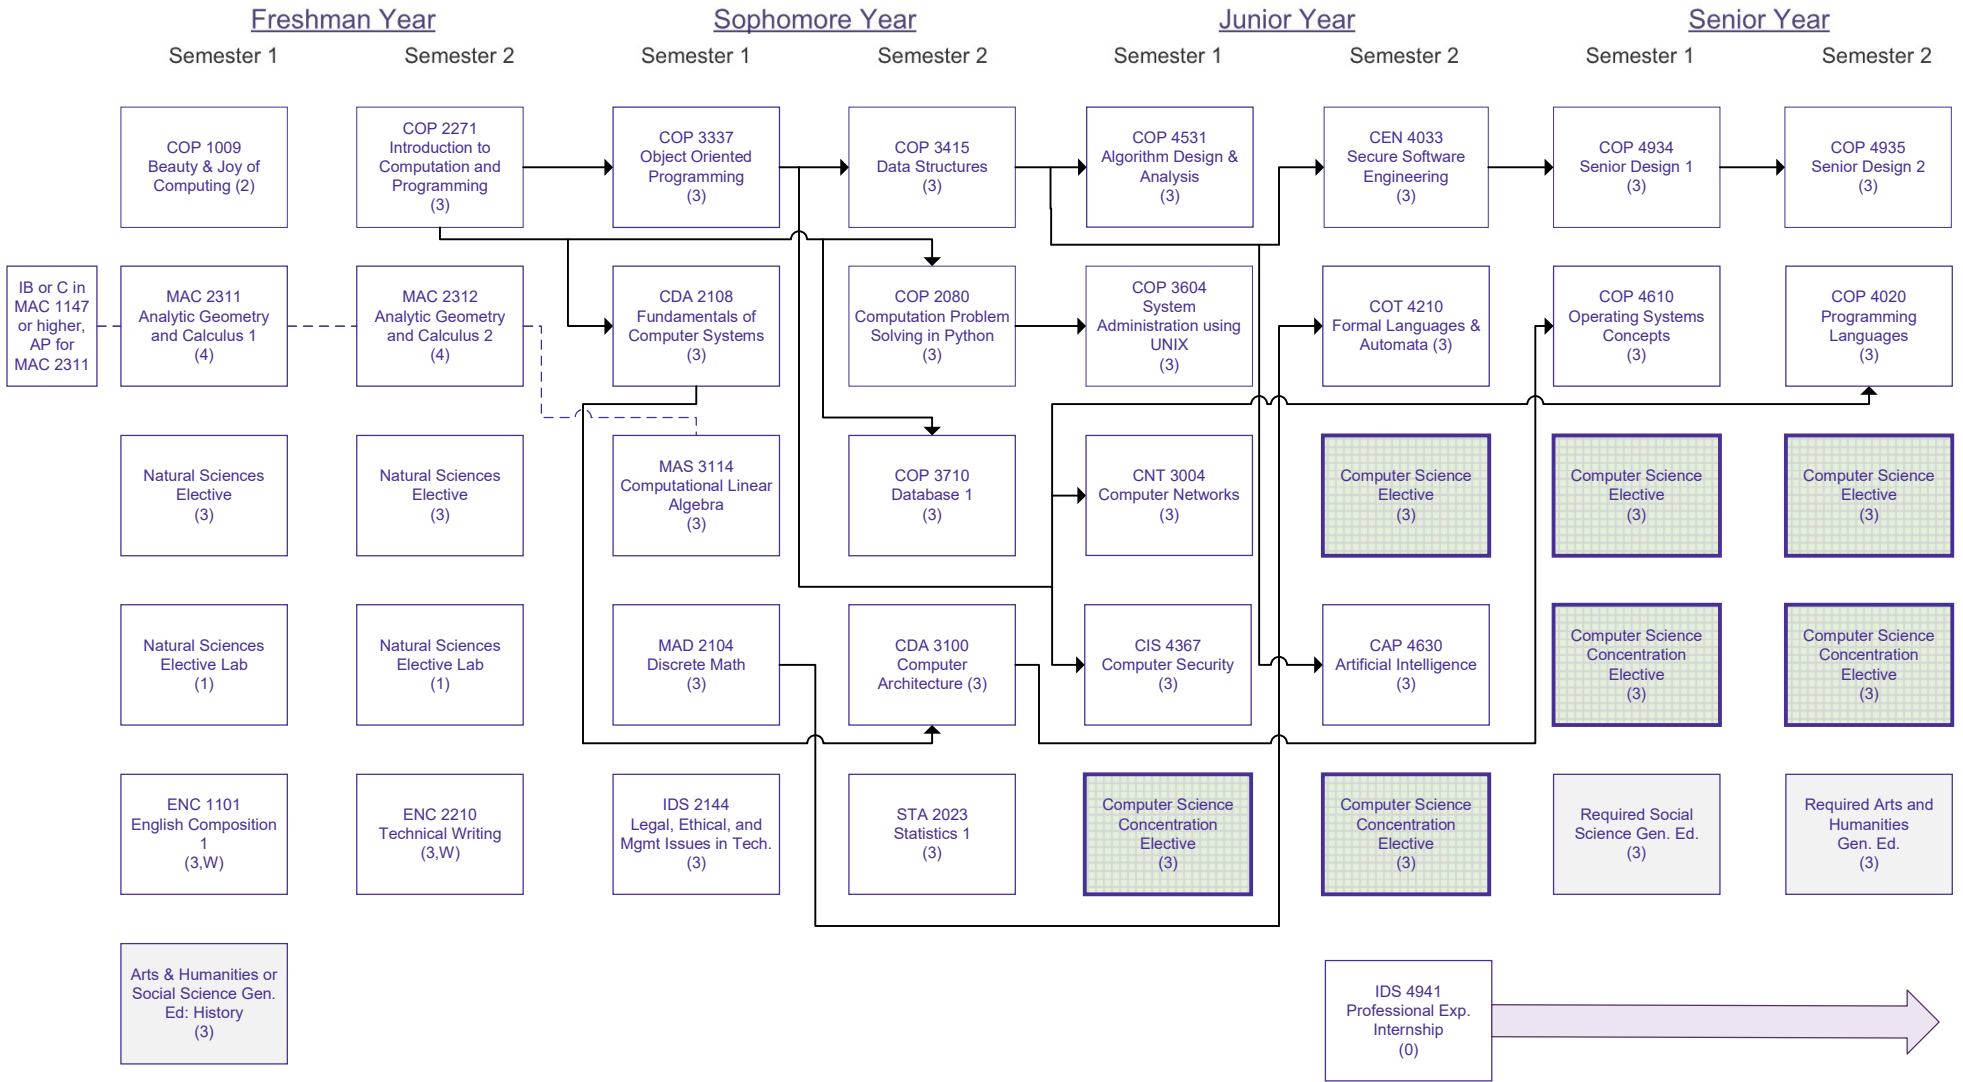 Freshman Year
Sophomore Year
Junior Year
Senior Year
Semester 1
Semester 2
Semester 1
Semester 2
Semester 1
Semester 2
Semester 1
Semester 2
COP 1009
Beauty & Joy of
Computing (2)
COP 2271
Introduction to
Computation and
Programming
(3)
COP 3337
Object Oriented
Programming
(3)
COP 3415
Data Structures
(3)
COP 4531
Algorithm Design &
Analysis
(3)
CEN 4033
Secure Software
Engineering
(3)
COP 4934
Senior Design 1
(3)
COP 4935
Senior Design 2
(3)
IB or C in
MAC 1147
or higher,
AP for
MAC 2311
MAC 2311
Analytic Geometry
and Calculus 1
(4)
MAC 2312
Analytic Geometry
and Calculus 2
(4)
CDA 2108
Fundamentals of
Computer Systems
(3)
COP 2080
Computation Problem
Solving in Python
(3)
COP 3604
System
Administration using
UNIX
(3)
COT 4210
Formal Languages &
Automata (3)
COP 4610
Operating Systems
Concepts
(3)
COP 4020
Programming
Languages
(3)
Natural Sciences
Elective
(3)
Natural Sciences
Elective
(3)
MAS 3114
Computational Linear
Algebra
(3)
COP 3710
Database 1
(3)
CNT 3004
Computer Networks
(3)
Computer Science
Elective
(3)
Computer Science
Elective
(3)
Computer Science
Elective
(3)
Natural Sciences
Elective Lab
(1)
Natural Sciences
Elective Lab
(1)
MAD 2104
Discrete Math
(3)
CDA 3100
Computer
Architecture (3)
CIS 4367
Computer Security
(3)
CAP 4630
Artificial Intelligence
(3)
Computer Science
Concentration
Elective
(3)
Computer Science
Concentration
Elective
(3)
ENC 1101
English Composition
1
(3,W)
ENC 2210
Technical Writing
(3,W)
IDS 2144
Legal, Ethical, and
Mgmt Issues in Tech.
(3)
STA 2023
Statistics 1
(3)
Computer Science
Concentration
Elective
(3)
Computer Science
Concentration
Elective
(3)
Required Social
Science Gen. Ed.
(3)
Required Arts and
Humanities
Gen. Ed.
(3)
Arts & Humanities or
Social Science Gen.
Ed: History
(3)
IDS 4941
Professional Exp.
Internship
(0)